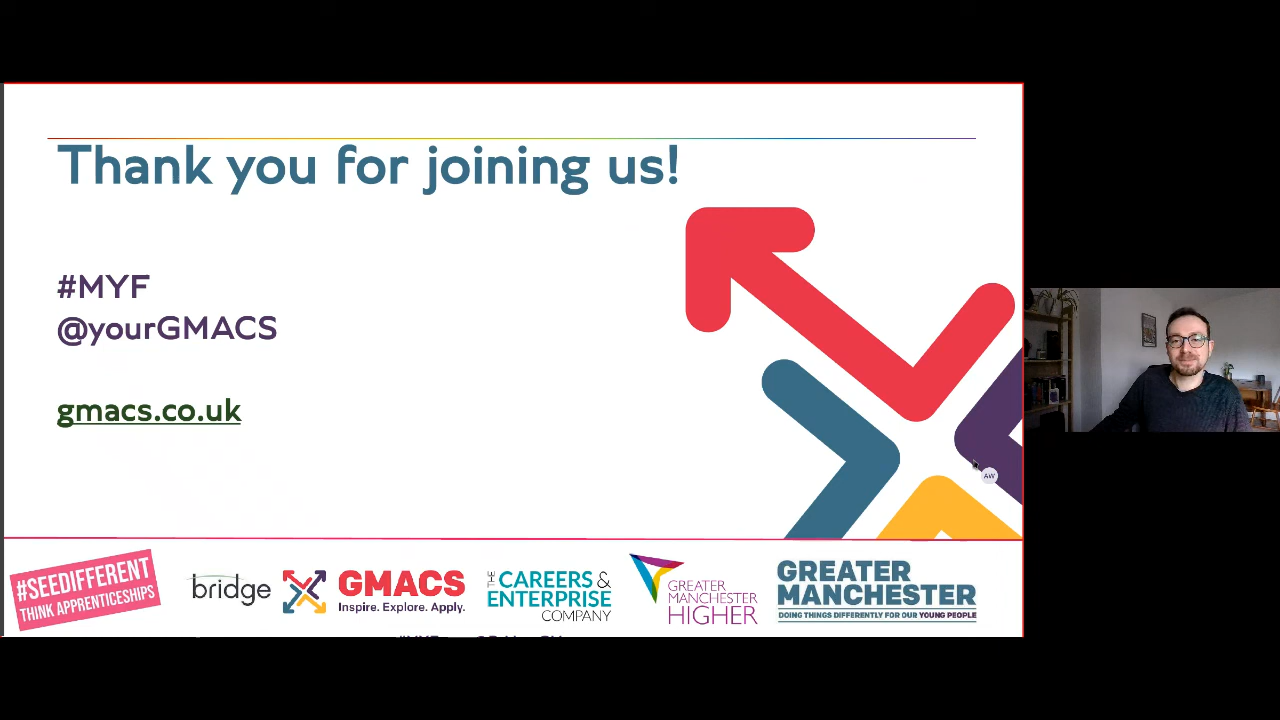 Thank you for joining us!
#MYF
@yourGMACS
gmacs.co.uk
AW
#SEEDIFFERENT
THINK APPRENTICESHIPS
bridge
GMACS
Inspire. Explore. Apply.
THE CAREERS &
ENTERPRISE
COMPANY
GREATER
MANCHESTER
HIGHER
GREATER
MANCHESTER
DOING THINGS DIFFERENTLY FOR OUR YOUNG PEOPLE